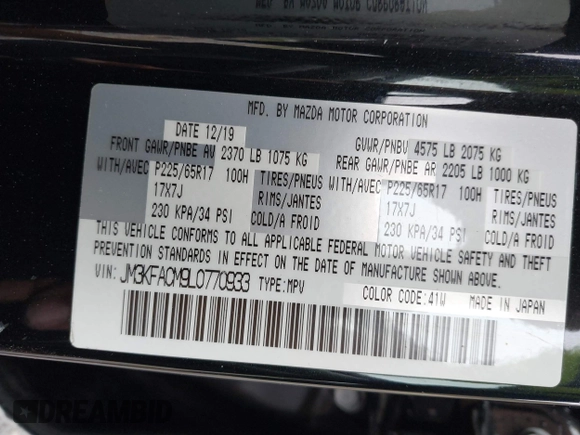 MFD. BY MAZDA MOTOR CORPORATION
DATE 12/19
GVWR/PNBV 4575 LB 2075 KG
FRONT GAWR/PNBE AV 2370 LB 1075 KG
REAR GAWR/PNBE AR 2205 LB 1000 KG
WITH/AVEC P225/65R17 100H TIRES/PNEUS
WITH/AVEC P225/65R17 100H TIRES/PNEUS
17X7J RIMS/JANTES
17X7J RIMS/JANTES
230 KPA/34 PSI COLD/A FROID
230 KPA/34 PSI COLD/A FROID
THIS VEHICLE CONFORMS TO ALL APPLICABLE FEDERAL MOTOR VEHICLE SAFETY AND THEFT
PREVENTION STANDARDS IN EFFECT ON THE DATE OF MANUFACTURE SHOWN ABOVE.
VIN: JM3KFACM9L0770933 TYPE:MPV
COLOR CODE:41W MADE IN JAPAN
DREAMBID